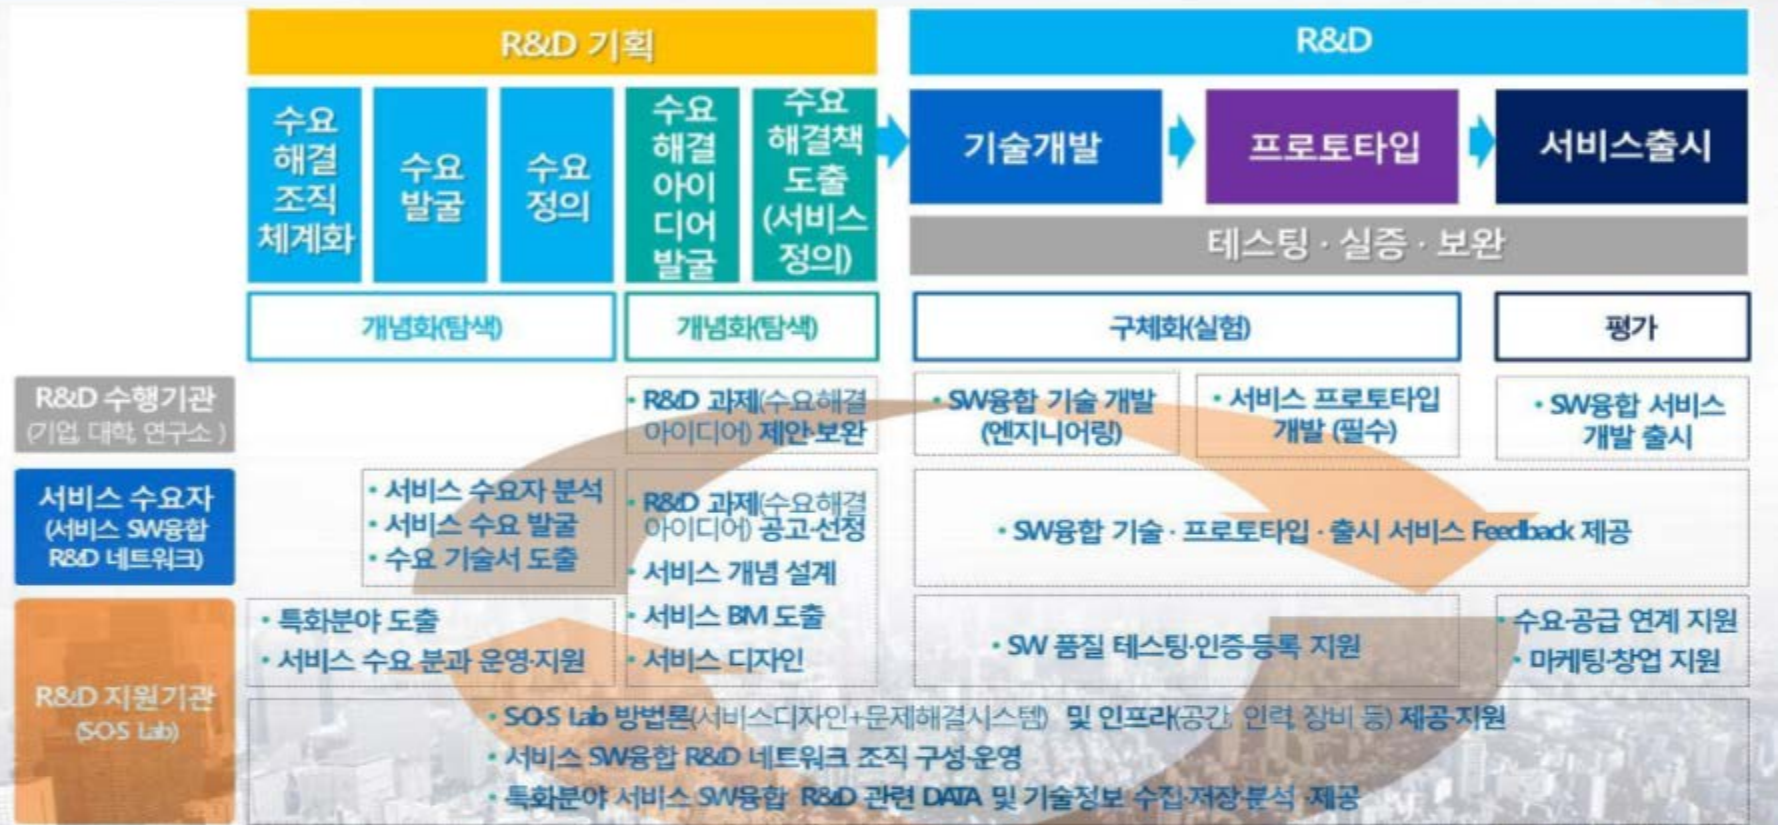 R&D 기획
R&D
수요
해결
조직
체계화
수요
발굴
수요
정의
수요
해결
아이
디어
발굴
수요
해결책
도출
(서비스
정의)
기술개발
프로토타입
서비스출시
테스팅 · 실증 · 보완
개념화(탐색)
개념화(탐색)
구체화(실험)
평가
R&D 수행기관
(기업, 대학, 연구소 )
• R&D 과제(수요해결
아이디어) 제안·보완
• SW융합 기술 개발
(엔지니어링)
• 서비스 프로토타입
개발 (필수)
• SW융합 서비스
개발 출시
서비스 수요자
(서비스 SW융합
R&D 네트워크)
• 서비스 수요자 분석
• 서비스 수요 발굴
• 수요 기술서 도출
• R&D 과제(수요해결
아이디어) 공고·선정
• 서비스 개념 설계
• 서비스 BM 도출
• 서비스 디자인
• SW융합 기술 · 프로토타입 · 출시 서비스 Feedback 제공
R&D 지원기관
(SOS Lab)
• 특화분야 도출
• 서비스 수요 분과 운영·지원
• SW 품질 테스팅·인증·등록 지원
• 수요·공급 연계 지원
• 마케팅·창업 지원
• SOS Lab 방법론(서비스디자인+문제해결시스템) 및 인프라(공간, 인력, 장비 등) 제공·지원
• 서비스 SW융합 R&D 네트워크 조직 구성·운영
• 특화분야 서비스 SW융합 R&D 관련 DATA 및 기술정보 수집·저장·분석 ·제공